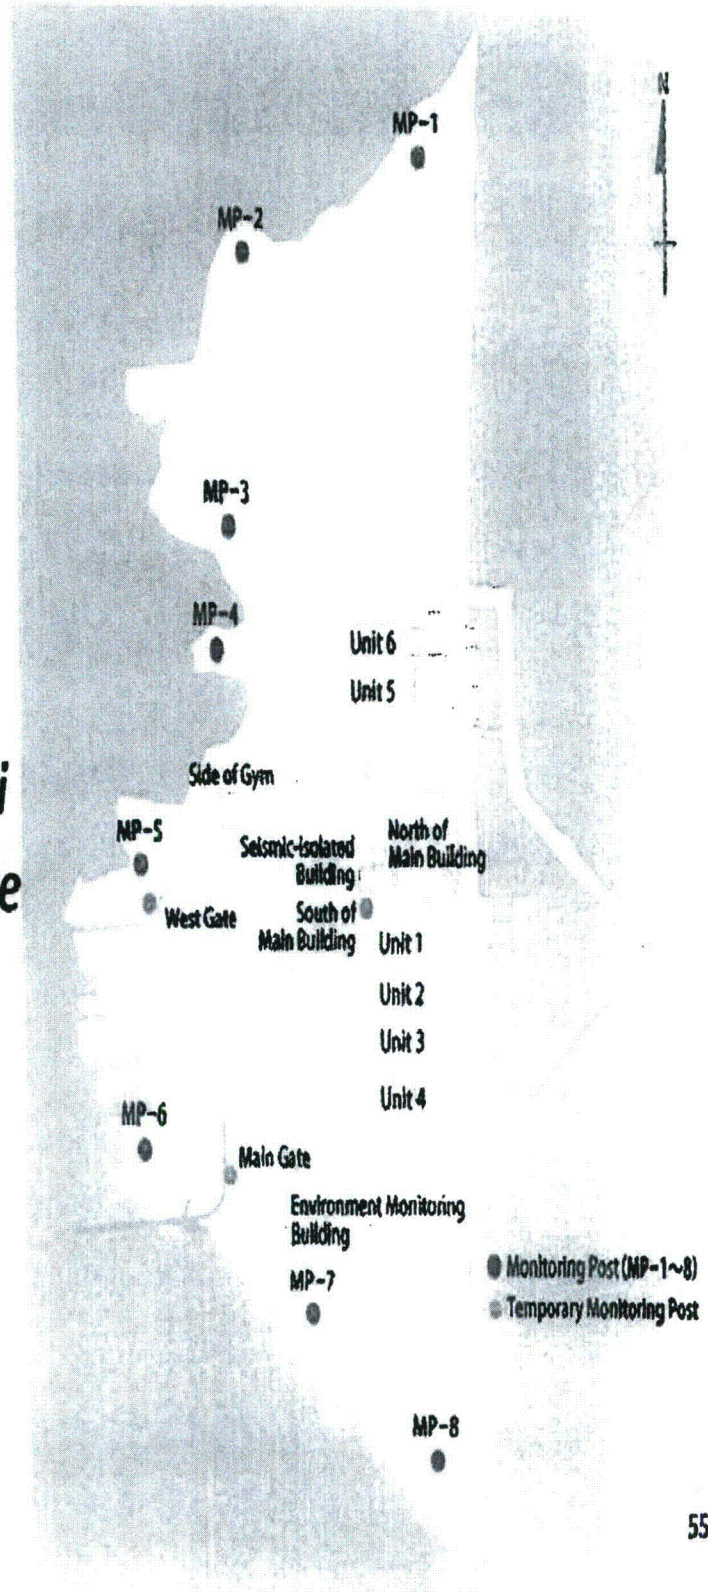 N
MP-1
MP-2
MP-3
MP-4
Unit 6
Unit 5
Side of Gym
i
MP-5
North of
Main Building
Seismic-Isolated
Building
e
West Gate
South of
Main Building
Unit 1
Unit 2
Unit 3
Unit 4
MP-6
Main Gate
Environment Monitoring
Building
Monitoring Post (MP-1~8)
MP-7
Temporary Monitoring Post
MP-8
55